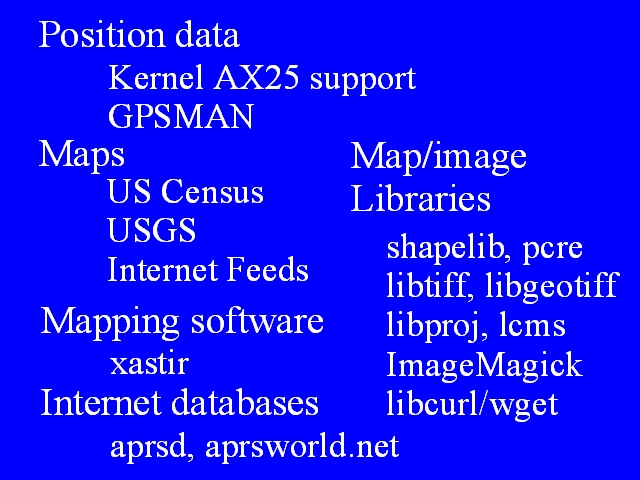 Position data
Kernel AX25 support
GPSMAN
Maps
US Census
USGS
Internet Feeds
Mapping software
xastir
Internet databases
aprsd, aprsworld.net
Map/image
Libraries
shapelib, pcre
libtiff, libgeotiff
libproj, lcms
ImageMagick
libcurl/wget